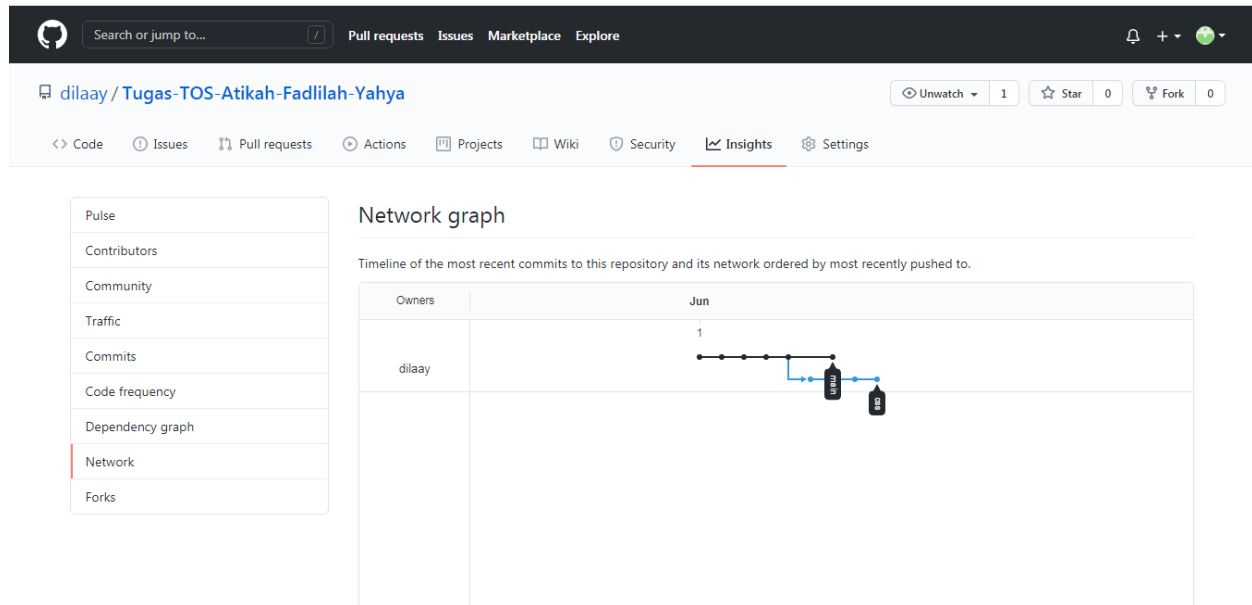 Search or jump to... / Pull requests Issues Marketplace Explore
dilaay / Tugas-TOS-Atikah-Fadlilah-Yahya Unwatch 1 Star 0 Fork 0
Code Issues Pull requests Actions Projects Wiki Security Insights Settings
Pulse
Contributors
Community
Traffic
Commits
Code frequency
Dependency graph
Network
Forks
Network graph
Timeline of the most recent commits to this repository and its network ordered by most recently pushed to.
Owners Jun
1
dilaay
main
css